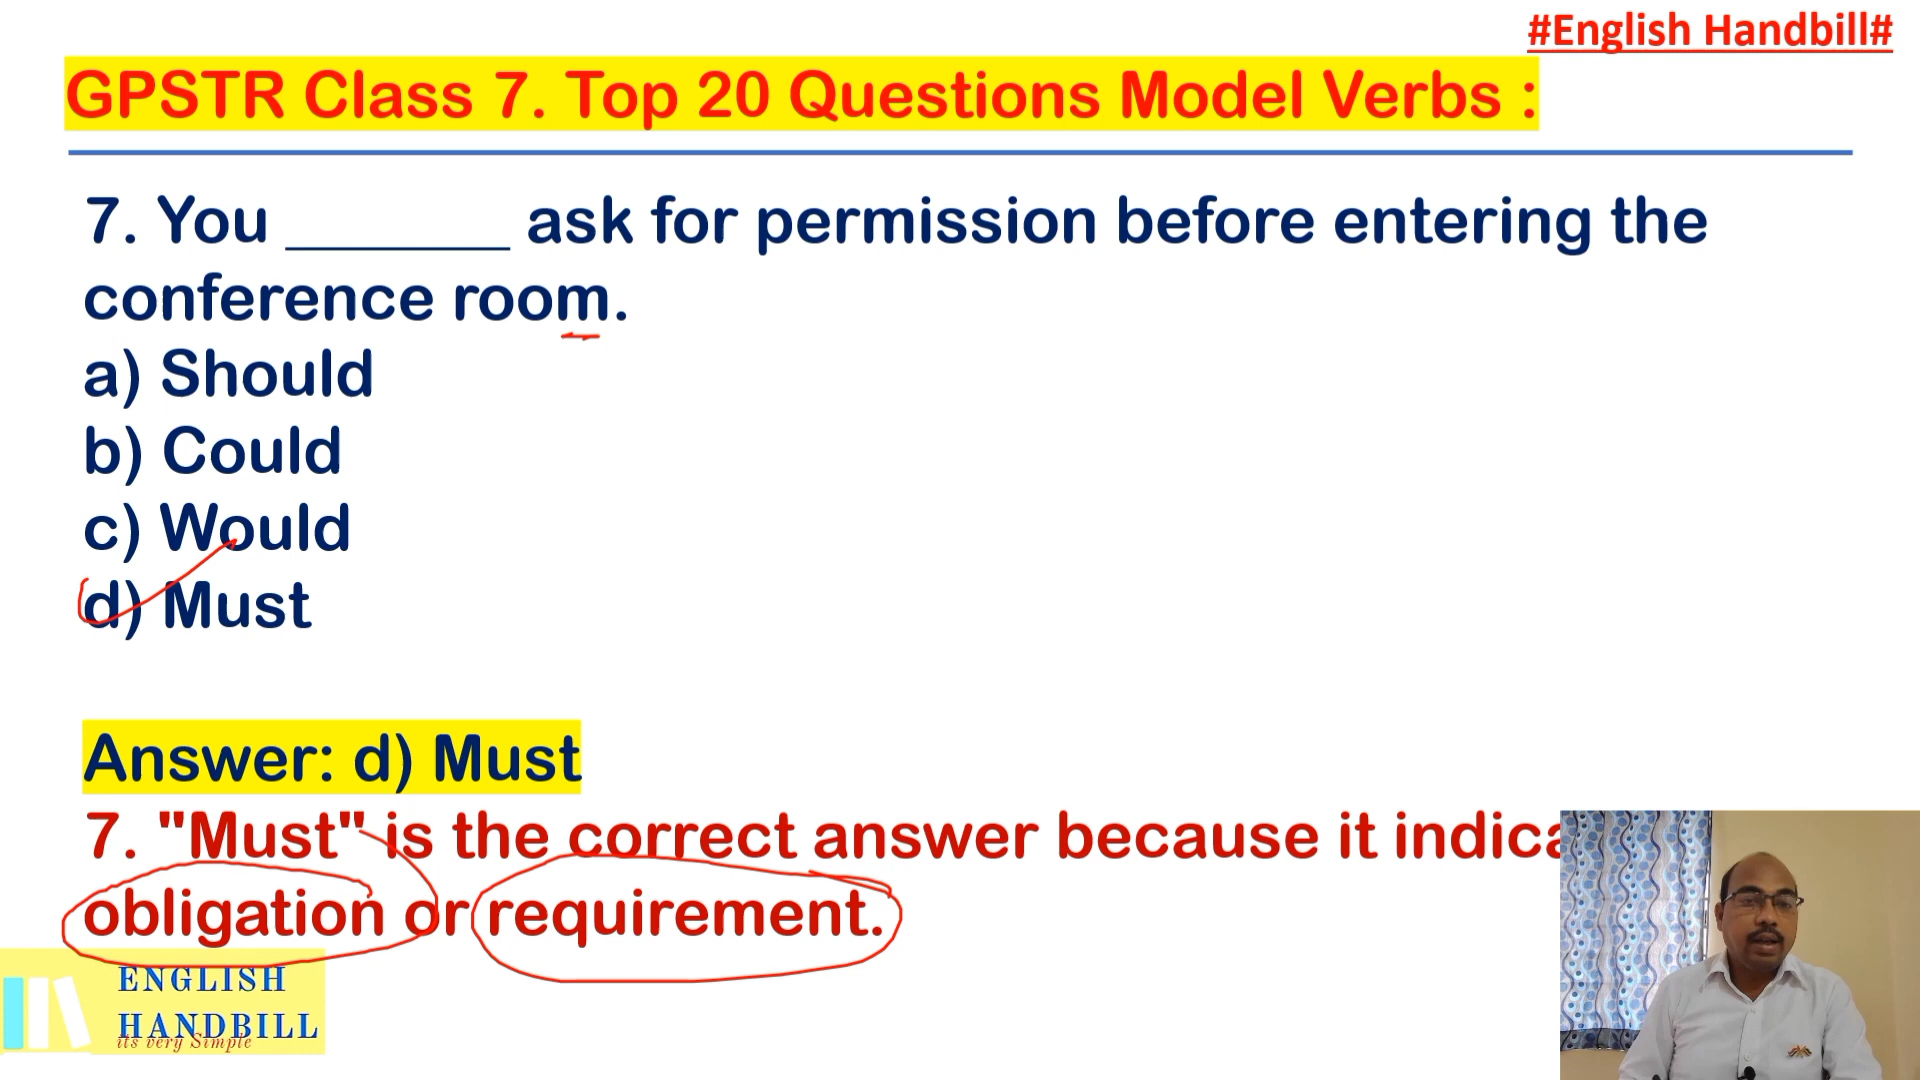 #English Handbill#
GPSTR Class 7. Top 20 Questions Model Verbs :
7. You _______ ask for permission before entering the
conference room.
a) Should
b) Could
c) Would
d) Must
Answer: d) Must
7. "Must" is the correct answer because it
obligation or requirement.
ENGLISH
HANDBILL
its very Simple